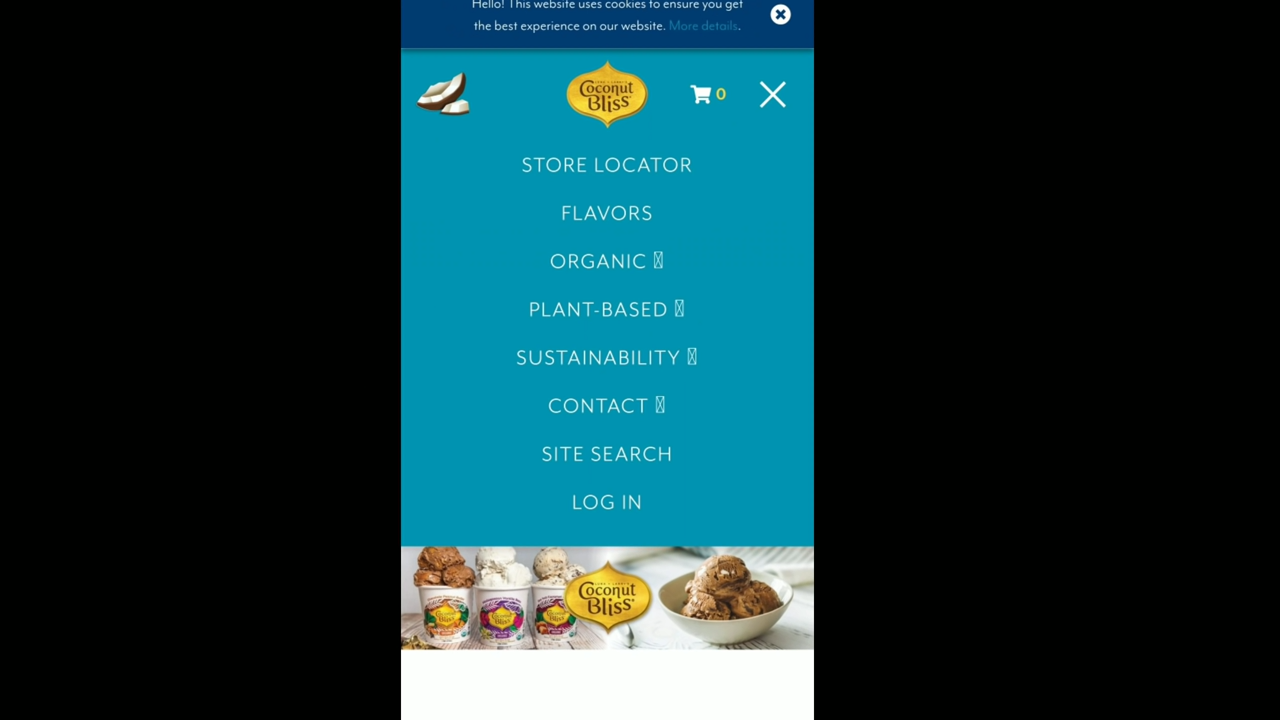 Hello! This website uses cookies to ensure you get
the best experience on our website. More details.
Coconut
Bliss
0
STORE LOCATOR
FLAVORS
ORGANIC
PLANT-BASED
SUSTAINABILITY
CONTACT
SITE SEARCH
LOG IN
Coconut
Bliss